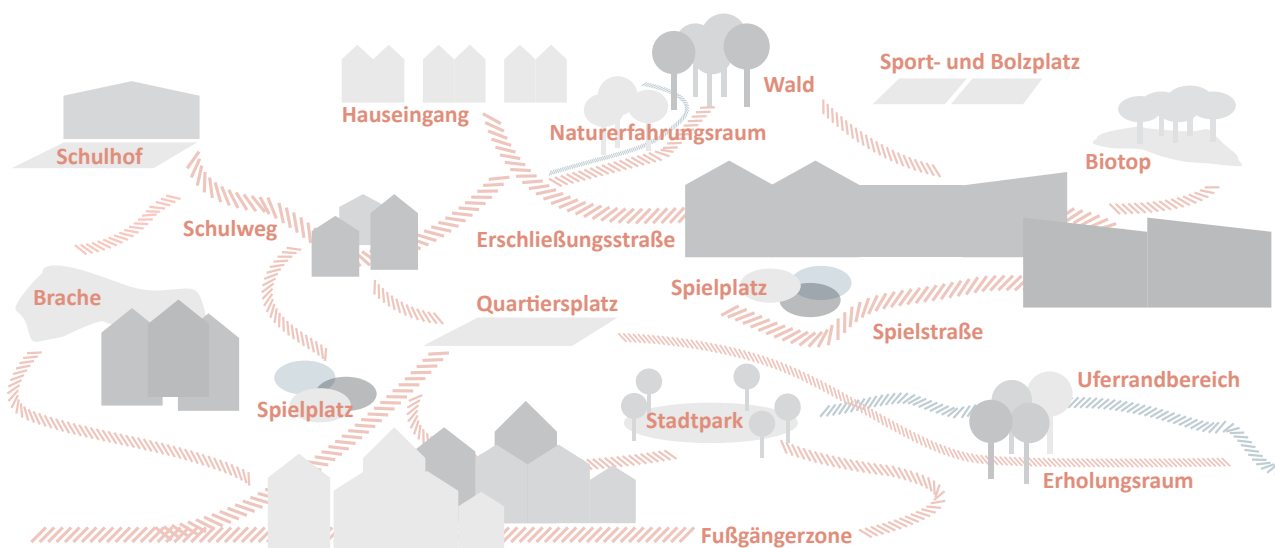 Sport- und Bolzplatz
Wald
Hauseingang
Naturerfahrungsraum
Schulhof
Biotop
Schulweg
Erschließungsstraße
Spielplatz
Brache
Quartiersplatz
Spielstraße
Uferrandbereich
Spielplatz
Stadtpark
Erholungsraum
Fußgängerzone